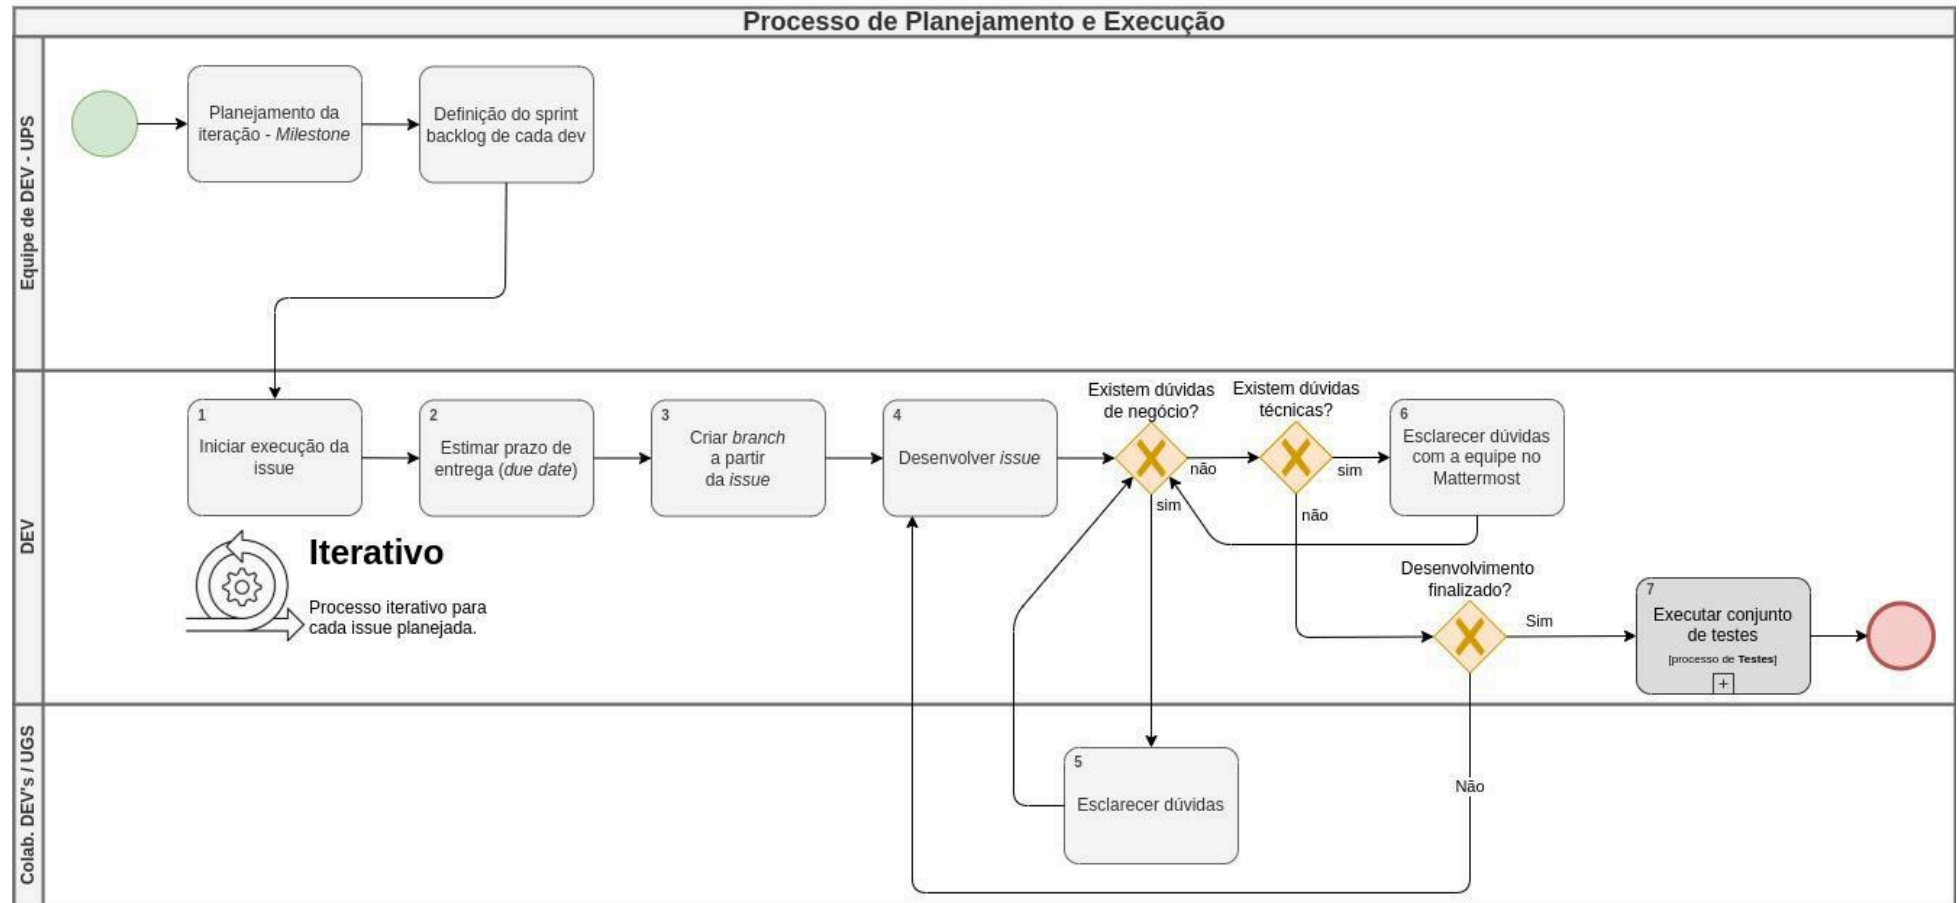 Processo de Planejamento e Execução
Equipe de DEV - UPS
Planejamento da
iteração - Milestone
Definição do sprint
backlog de cada dev
DEV
1
Iniciar execução da
issue
2
Estimar prazo de
entrega (due date)
3
Criar branch
a partir
da issue
4
Desenvolver issue
Existem dúvidas
de negócio?
não
sim
Existem dúvidas
técnicas?
sim
não
6
Esclarecer dúvidas
com a equipe no
Mattermost
Iterativo
Processo iterativo para
cada issue planejada.
Desenvolvimento
finalizado?
Sim
Não
7
Executar conjunto
de testes
[processo de Testes]
+
Colab. DEV's / UGS
5
Esclarecer dúvidas